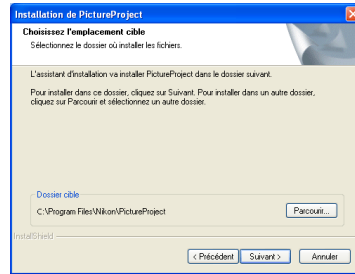 Installation de PictureProject
Choisissez l'emplacement cible
Sélectionnez le dossier où installer les fichiers.
L'assistant d'installation va installer PictureProject dans le dossier suivant.
Pour installer dans ce dossier, cliquez sur Suivant. Pour installer dans un autre dossier,
cliquez sur Parcourir et sélectionnez un autre dossier.
Dossier cible
C:\Program Files\Nikon\PictureProject
Parcourir...
InstallShield
< Précédent
Suivant >
Annuler